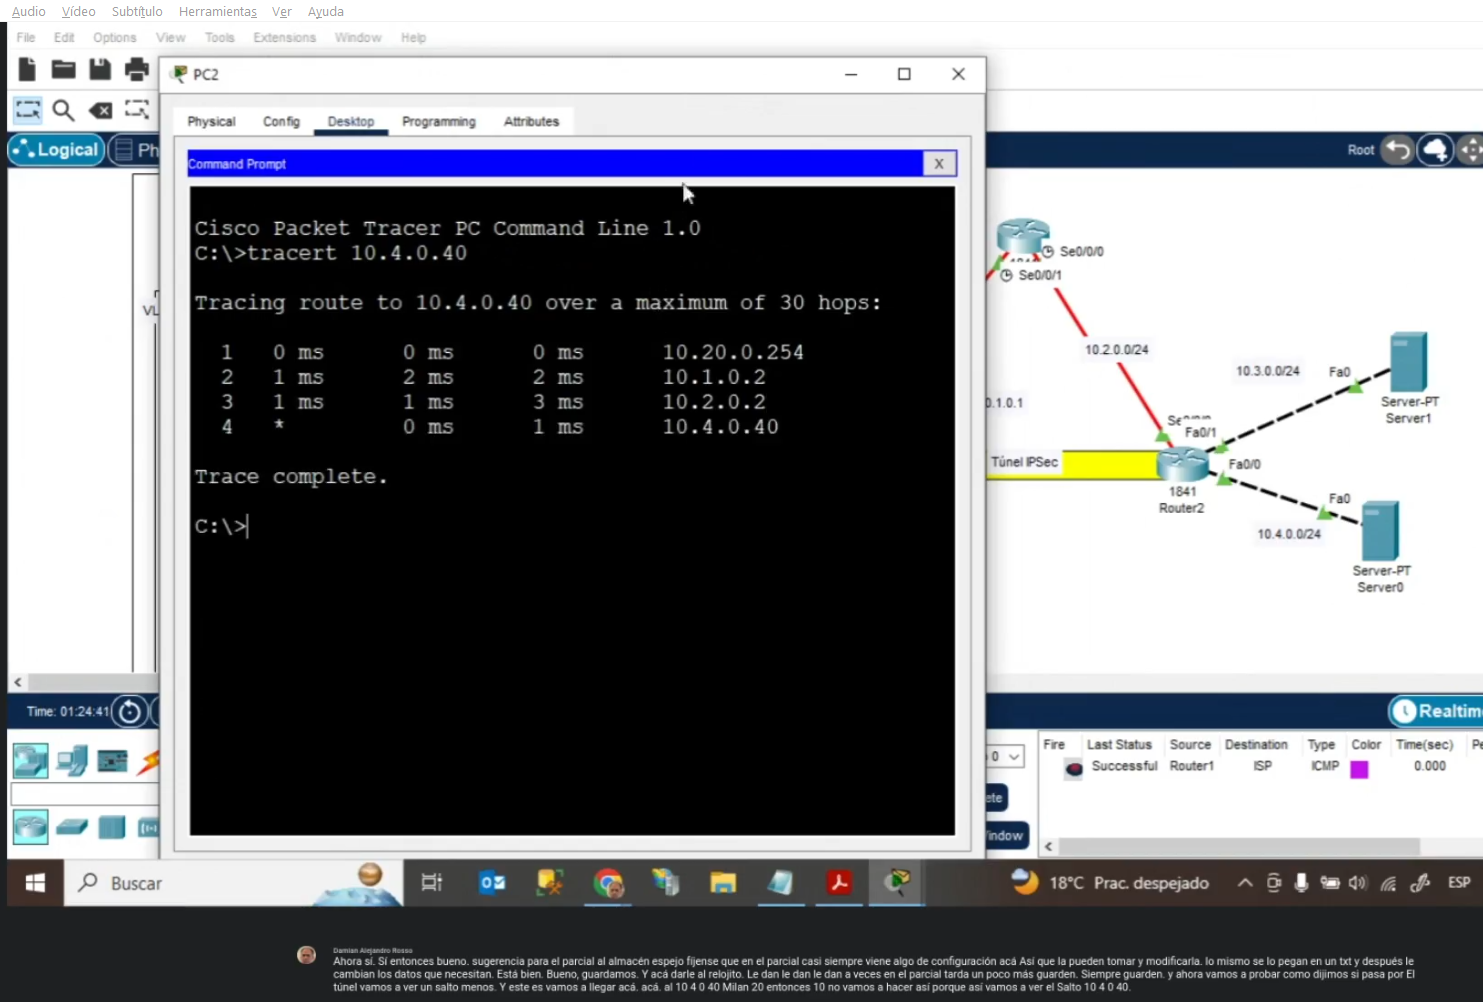 Audio Vídeo Subtítulo Herramientas Ver Ayuda
File Edit Options View Tools Extensions Window Help
PC2
Physical Config Desktop Programming Attributes
Logical
Ph
Root
Command Prompt
X
Cisco Packet Tracer PC Command Line 1.0
C:\>tracert 10.4.0.40
Tracing route to 10.4.0.40 over a maximum of 30 hops:
1 0 ms 0 ms 0 ms 10.20.0.254
2 1 ms 2 ms 2 ms 10.1.0.2
3 1 ms 1 ms 3 ms 10.2.0.2
4 * 0 ms 1 ms 10.4.0.40
Trace complete.
C:\>
VL
Se0/0/0
Se0/0/1
10.2.0.0/24
10.3.0.0/24
Fa0
Server-PT
Server1
0.1.0.1
Fa0/1
Túnel IPSec
Fa0/0
1841
Router2
Fa0
10.4.0.0/24
Server-PT
Server0
Time: 01:24:41
Realtim
0
ete
indow
Fire Last Status Source Destination Type Color Time(sec) Pe
Successful Router1 ISP ICMP 0.000
Buscar
18°C Prac. despejado
ESP
Damian Alejandro Rosso
Ahora sí. Sí entonces bueno. sugerencia para el parcial al almacén espejo fíjense que en el parcial casi siempre viene algo de configuración acá Así que la pueden tomar y modificarla. lo mismo se lo pegan en un txt y después le
cambian los datos que necesitan. Está bien. Bueno, guardamos. Y acá darle al relojito. Le dan le dan le dan a veces en el parcial tarda un poco más guarden. Siempre guarden. y ahora vamos a probar como dijimos si pasa por El
túnel vamos a ver un salto menos. Y este es vamos a llegar acá. acá. al 10 4 0 40 Milan 20 entonces 10 no vamos a hacer así porque así vamos a ver el Salto 10 4 0 40.